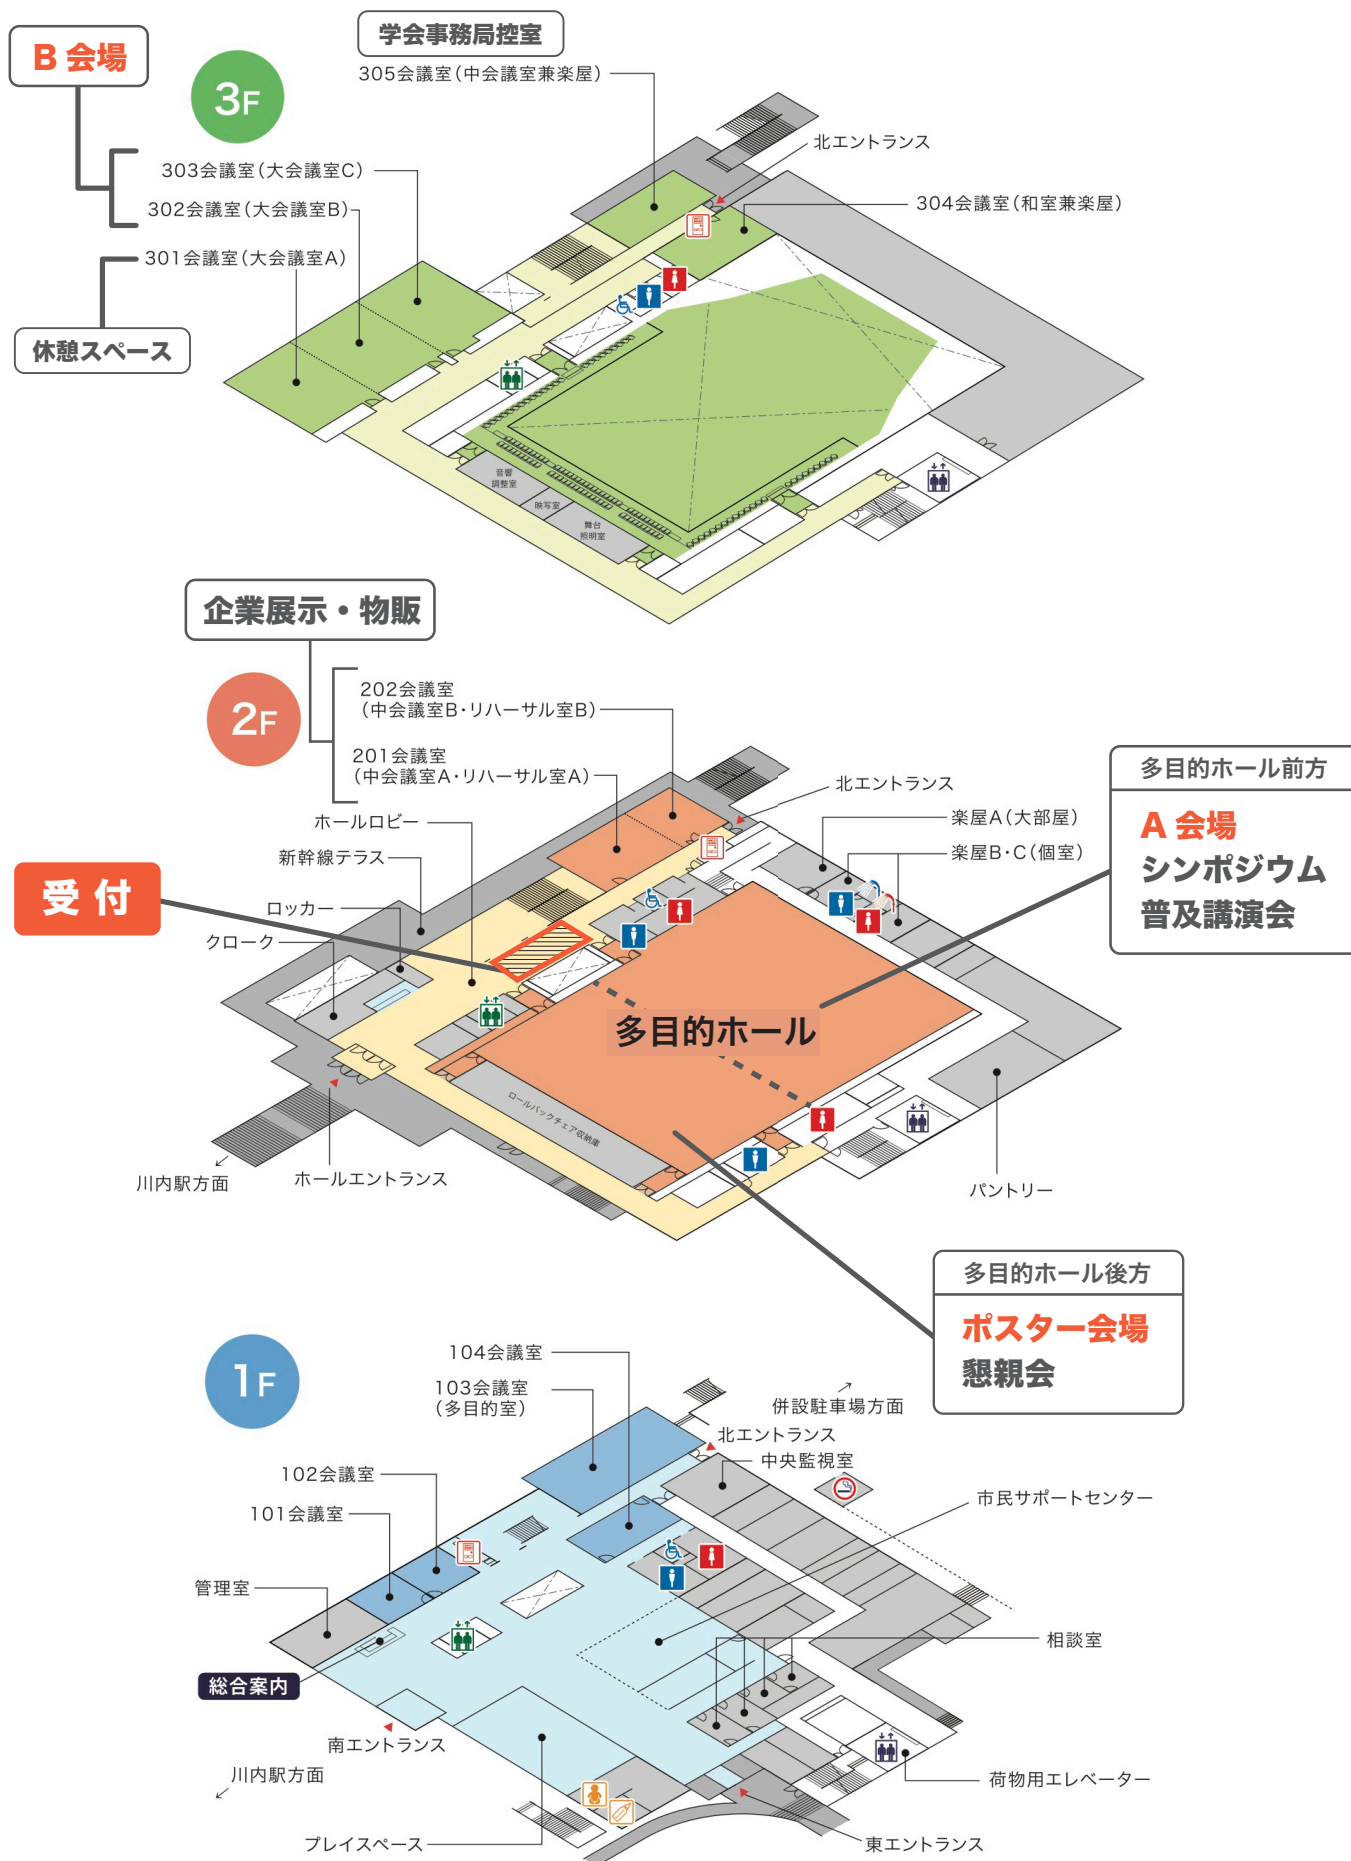 学会事務局控室
B 会場
3F
305会議室(中会議室兼楽屋)
北エントランス
303会議室(大会議室C)
302会議室(大会議室B)
304会議室(和室兼楽屋)
301会議室(大会議室A)
休憩スペース
音響
調整室
映写室
舞台
照明室
企業展示・物販
2F
202会議室
(中会議室B・リハーサル室B)
201会議室
(中会議室A・リハーサル室A)
ホールロビー
新幹線テラス
受付
ロッカー
クローク
北エントランス
楽屋A(大部屋)
楽屋B・C(個室)
多目的ホール前方
A 会場
シンポジウム
普及講演会
多目的ホール
ロールバックチェア収納庫
川内駅方面
ホールエントランス
パントリー
多目的ホール後方
ポスター会場
懇親会
1F
104会議室
103会議室
(多目的室)
併設駐車場方面
北エントランス
中央監視室
102会議室
101会議室
市民サポートセンター
管理室
相談室
総合案内
南エントランス
川内駅方面
荷物用エレベーター
プレイスペース
東エントランス